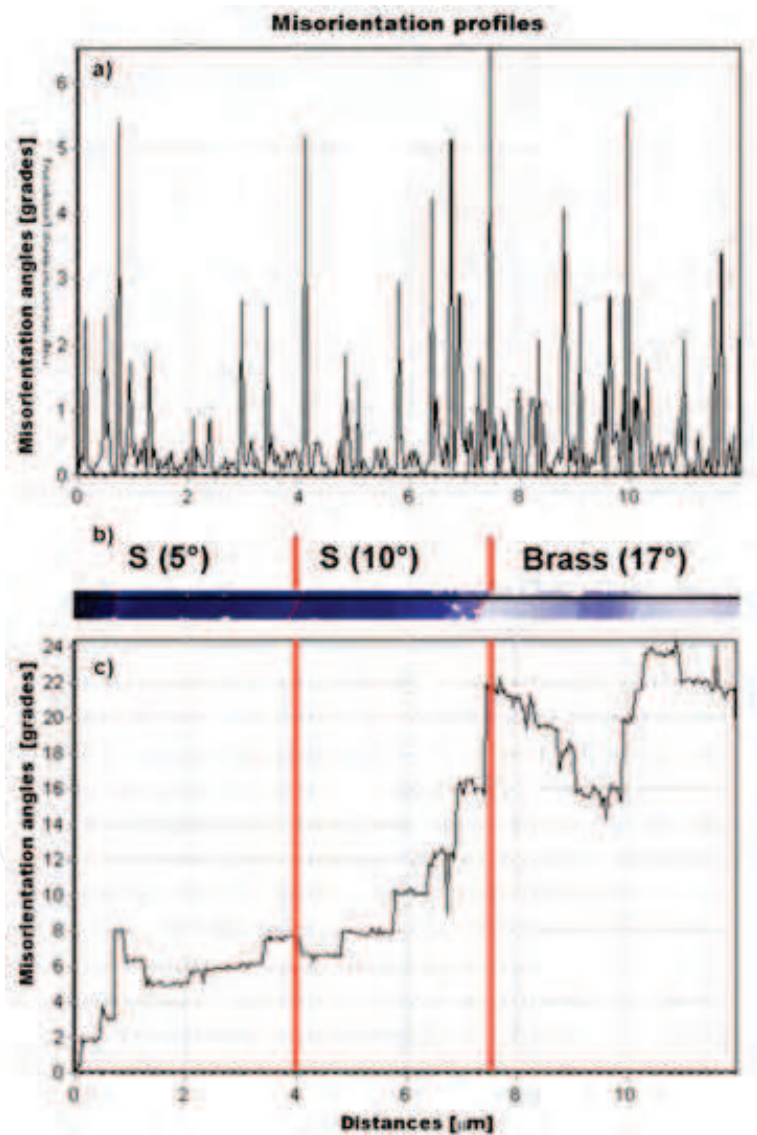 Misorientation profiles
a)
Misorientation angles [grades]
6
5
4
3
2
1
0
0 2 4 6 8 10
b)
S (5°) S (10°) Brass (17°)
c)
Misorientation angles [grades]
24
22
20
18
16
14
12
10
8
6
4
2
0
0 2 4 6 8 10
Distances [µm]